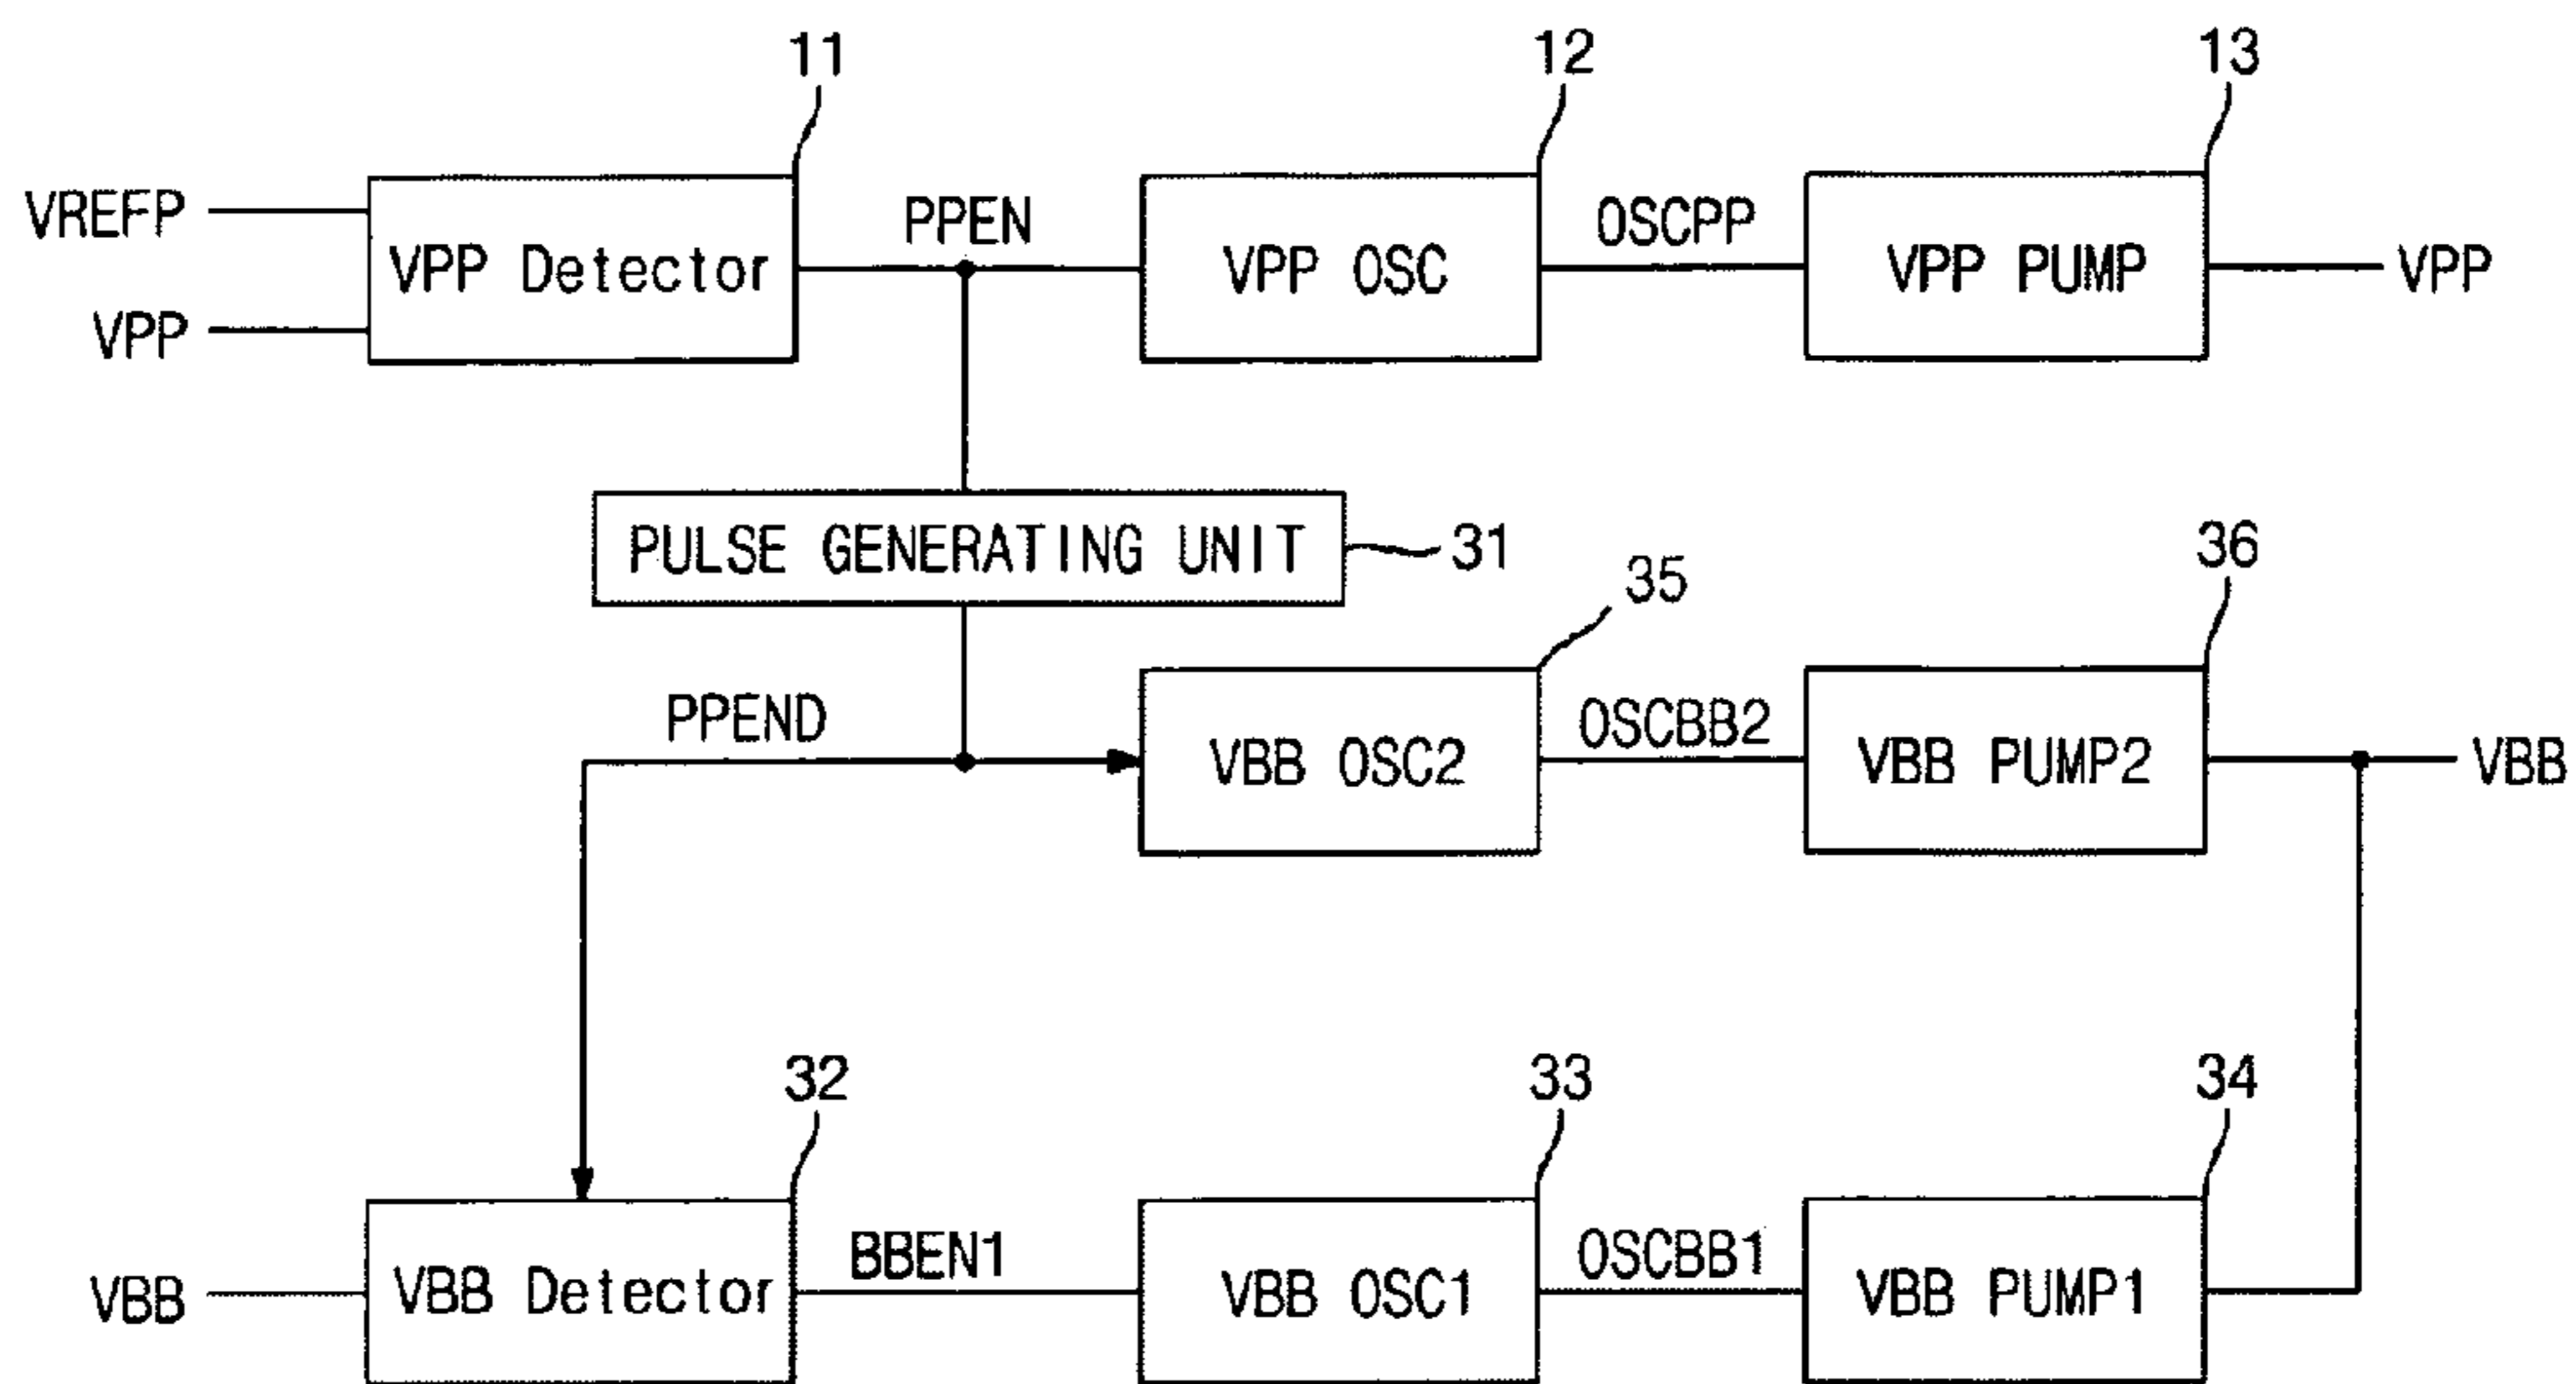 11
12
13
VREFP
VPP
VPP Detector
PPEN
VPP OSC
OSCPP
VPP PUMP
VPP
PULSE GENERATING UNIT
31
35
36
PPEND
VBB OSC2
OSCBB2
VBB PUMP2
VBB
32
33
34
VBB
VBB Detector
BBEN1
VBB OSC1
OSCBB1
VBB PUMP1